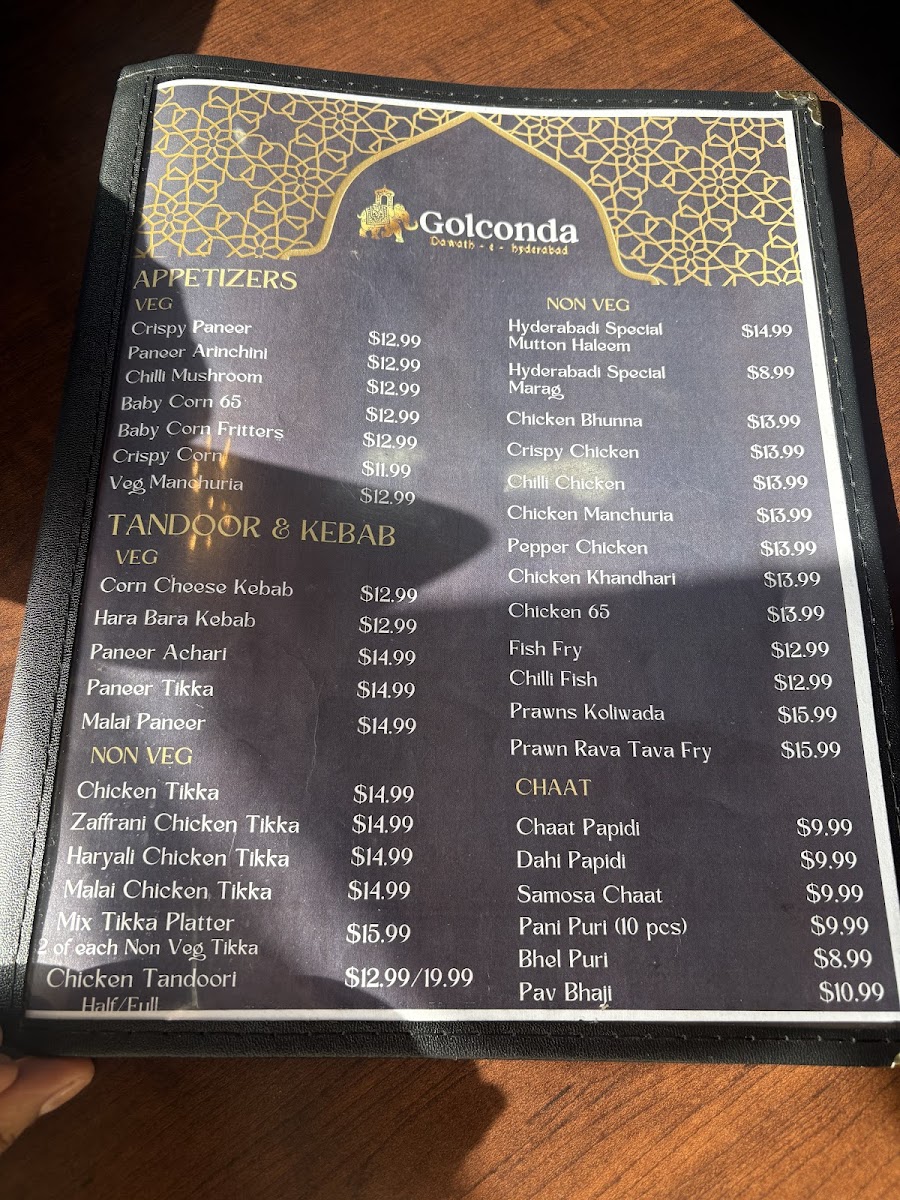 Golconda
Dawath - e - hyderabad
APPETIZERS
VEG
Crispy Paneer $12.99
Paneer Arinchini $12.99
Chilli Mushroom $12.99
Baby Corn 65 $12.99
Baby Corn Fritters $12.99
Crispy Corn $11.99
Veg Manchuria $12.99
TANDOOR & KEBAB
VEG
Corn Cheese Kebab $12.99
Hara Bara Kebab $12.99
Paneer Achari $14.99
Paneer Tikka $14.99
Malai Paneer $14.99
NON VEG
Chicken Tikka $14.99
Zaffrani Chicken Tikka $14.99
Haryali Chicken Tikka $14.99
Malai Chicken Tikka $14.99
Mix Tikka Platter $15.99
2 of each Non Veg Tikka
Chicken Tandoori $12.99/19.99
Half/Full
NON VEG
Hyderabadi Special $14.99
Mutton Haleem
Hyderabadi Special $8.99
Marag
Chicken Bhunna $13.99
Crispy Chicken $13.99
Chilli Chicken $13.99
Chicken Manchuria $13.99
Pepper Chicken $13.99
Chicken Khandhari $13.99
Chicken 65 $13.99
Fish Fry $12.99
Chilli Fish $12.99
Prawns Koliwada $15.99
Prawn Rava Tava Fry $15.99
CHAAT
Chaat Papidi $9.99
Dahi Papidi $9.99
Samosa Chaat $9.99
Pani Puri (10 pcs) $9.99
Bhel Puri $8.99
Pav Bhaji $10.99